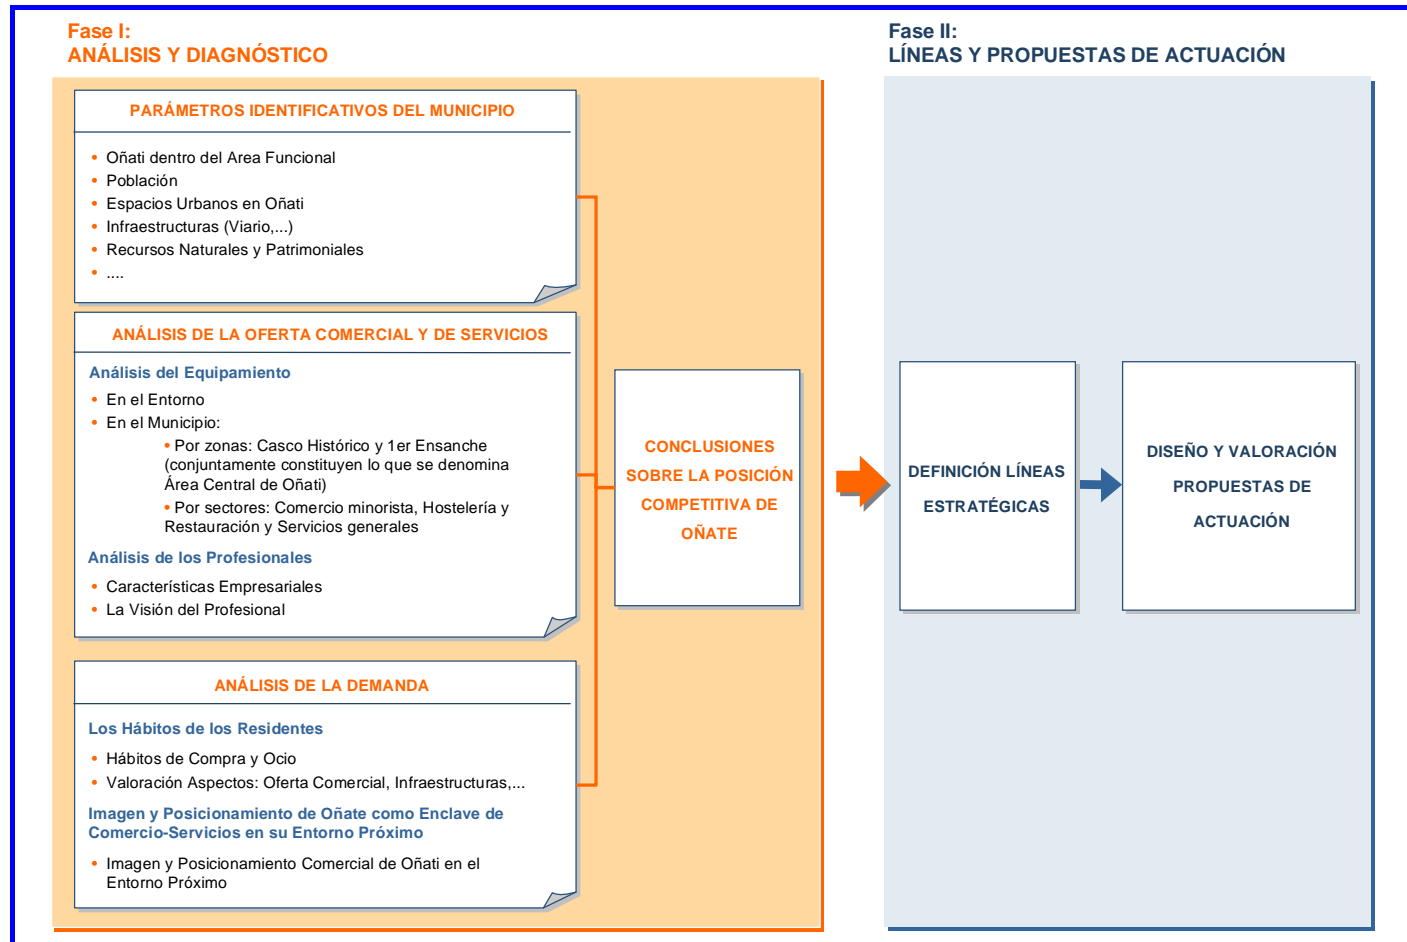 Fase I:
ANÁLISIS Y DIAGNÓSTICO
PARÁMETROS IDENTIFICATIVOS DEL MUNICIPIO
• Oñati dentro del Area Funcional
• Población
• Espacios Urbanos en Oñati
• Infraestructuras (Viario,...)
• Recursos Naturales y Patrimoniales
• ....
ANÁLISIS DE LA OFERTA COMERCIAL Y DE SERVICIOS
Análisis del Equipamiento
• En el Entorno
• En el Municipio:
• Por zonas: Casco Histórico y 1er Ensanche
(conjuntamente constituyen lo que se denomina
Área Central de Oñati)
• Por sectores: Comercio minorista, Hostelería y
Restauración y Servicios generales
Análisis de los Profesionales
• Características Empresariales
• La Visión del Profesional
ANÁLISIS DE LA DEMANDA
Los Hábitos de los Residentes
• Hábitos de Compra y Ocio
• Valoración Aspectos: Oferta Comercial, Infraestructuras,...
Imagen y Posicionamiento de Oñate como Enclave de
Comercio-Servicios en su Entorno Próximo
• Imagen y Posicionamiento Comercial de Oñati en el
Entorno Próximo
CONCLUSIONES
SOBRE LA POSICIÓN
COMPETITIVA DE
OÑATE
Fase II:
LÍNEAS Y PROPUESTAS DE ACTUACIÓN
DEFINICIÓN LÍNEAS
ESTRATÉGICAS
DISEÑO Y VALORACIÓN
PROPUESTAS DE
ACTUACIÓN